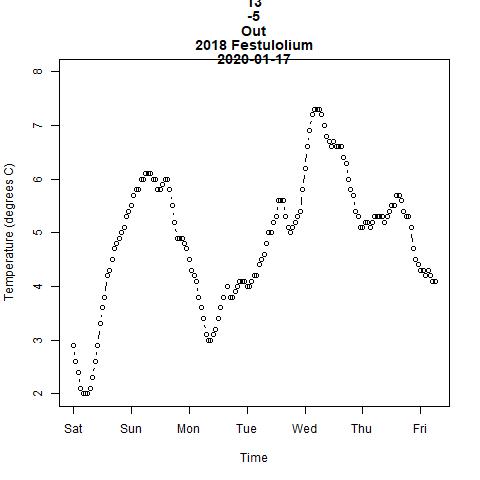 13
-5
Out
2018 Festulolium
2020-01-17
Temperature (degrees C)
8
7
6
5
4
3
2
Sat Sun Mon Tue Wed Thu Fri
Time